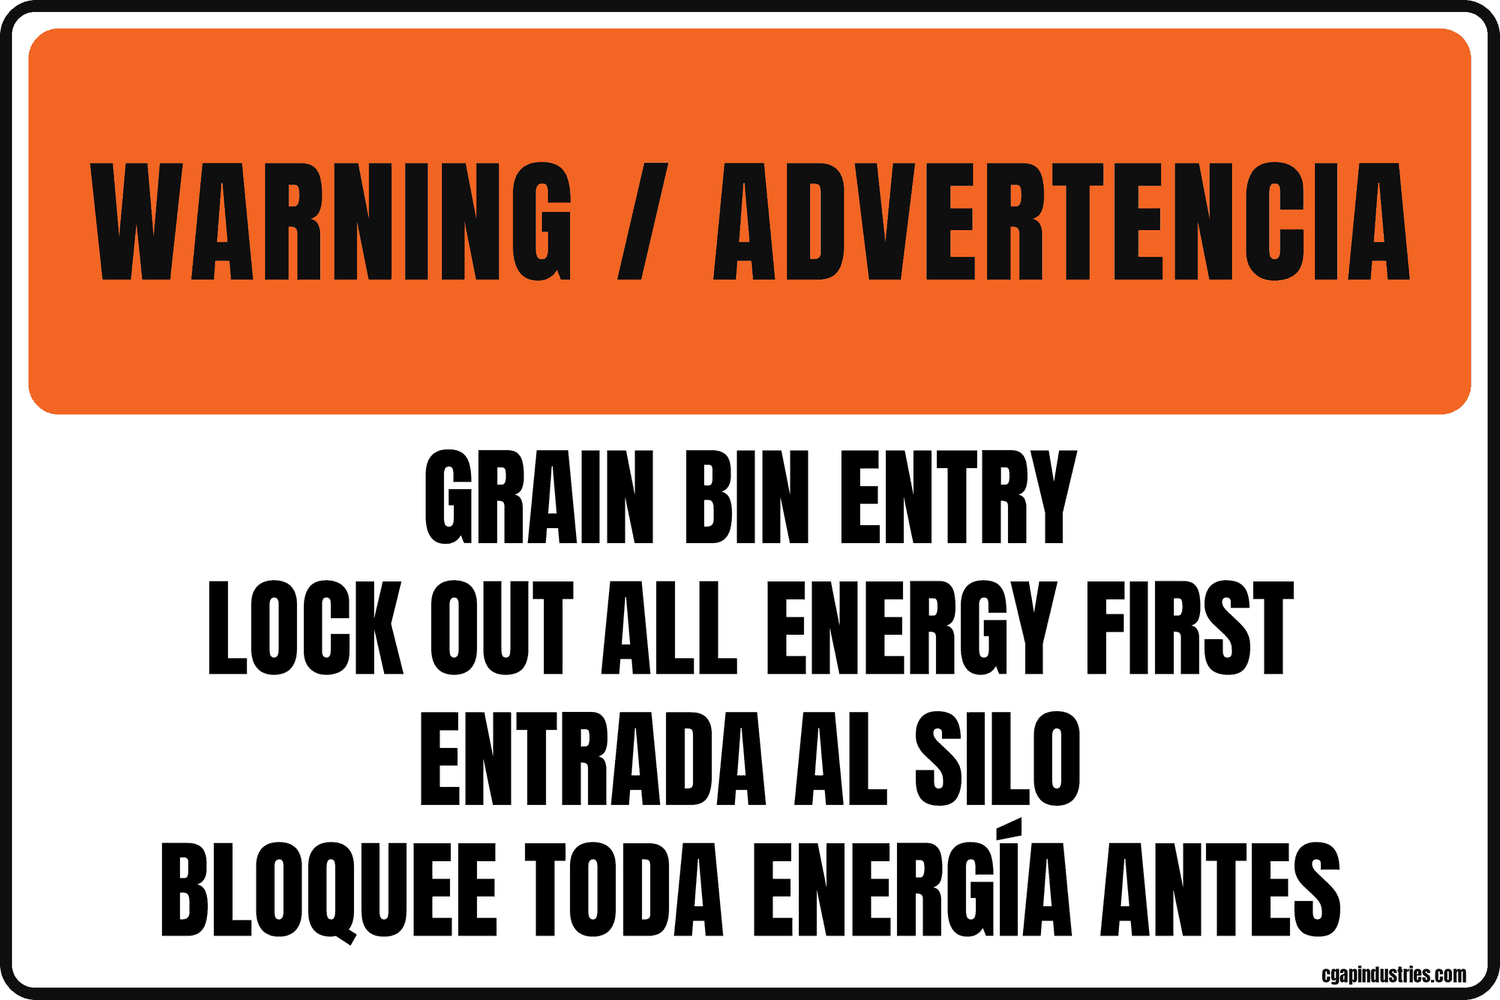 WARNING / ADVERTENCIA
GRAIN BIN ENTRY
LOCK OUT ALL ENERGY FIRST
ENTRADA AL SILO
BLOQUEE TODA ENERGÍA ANTES
cgapindustries.com